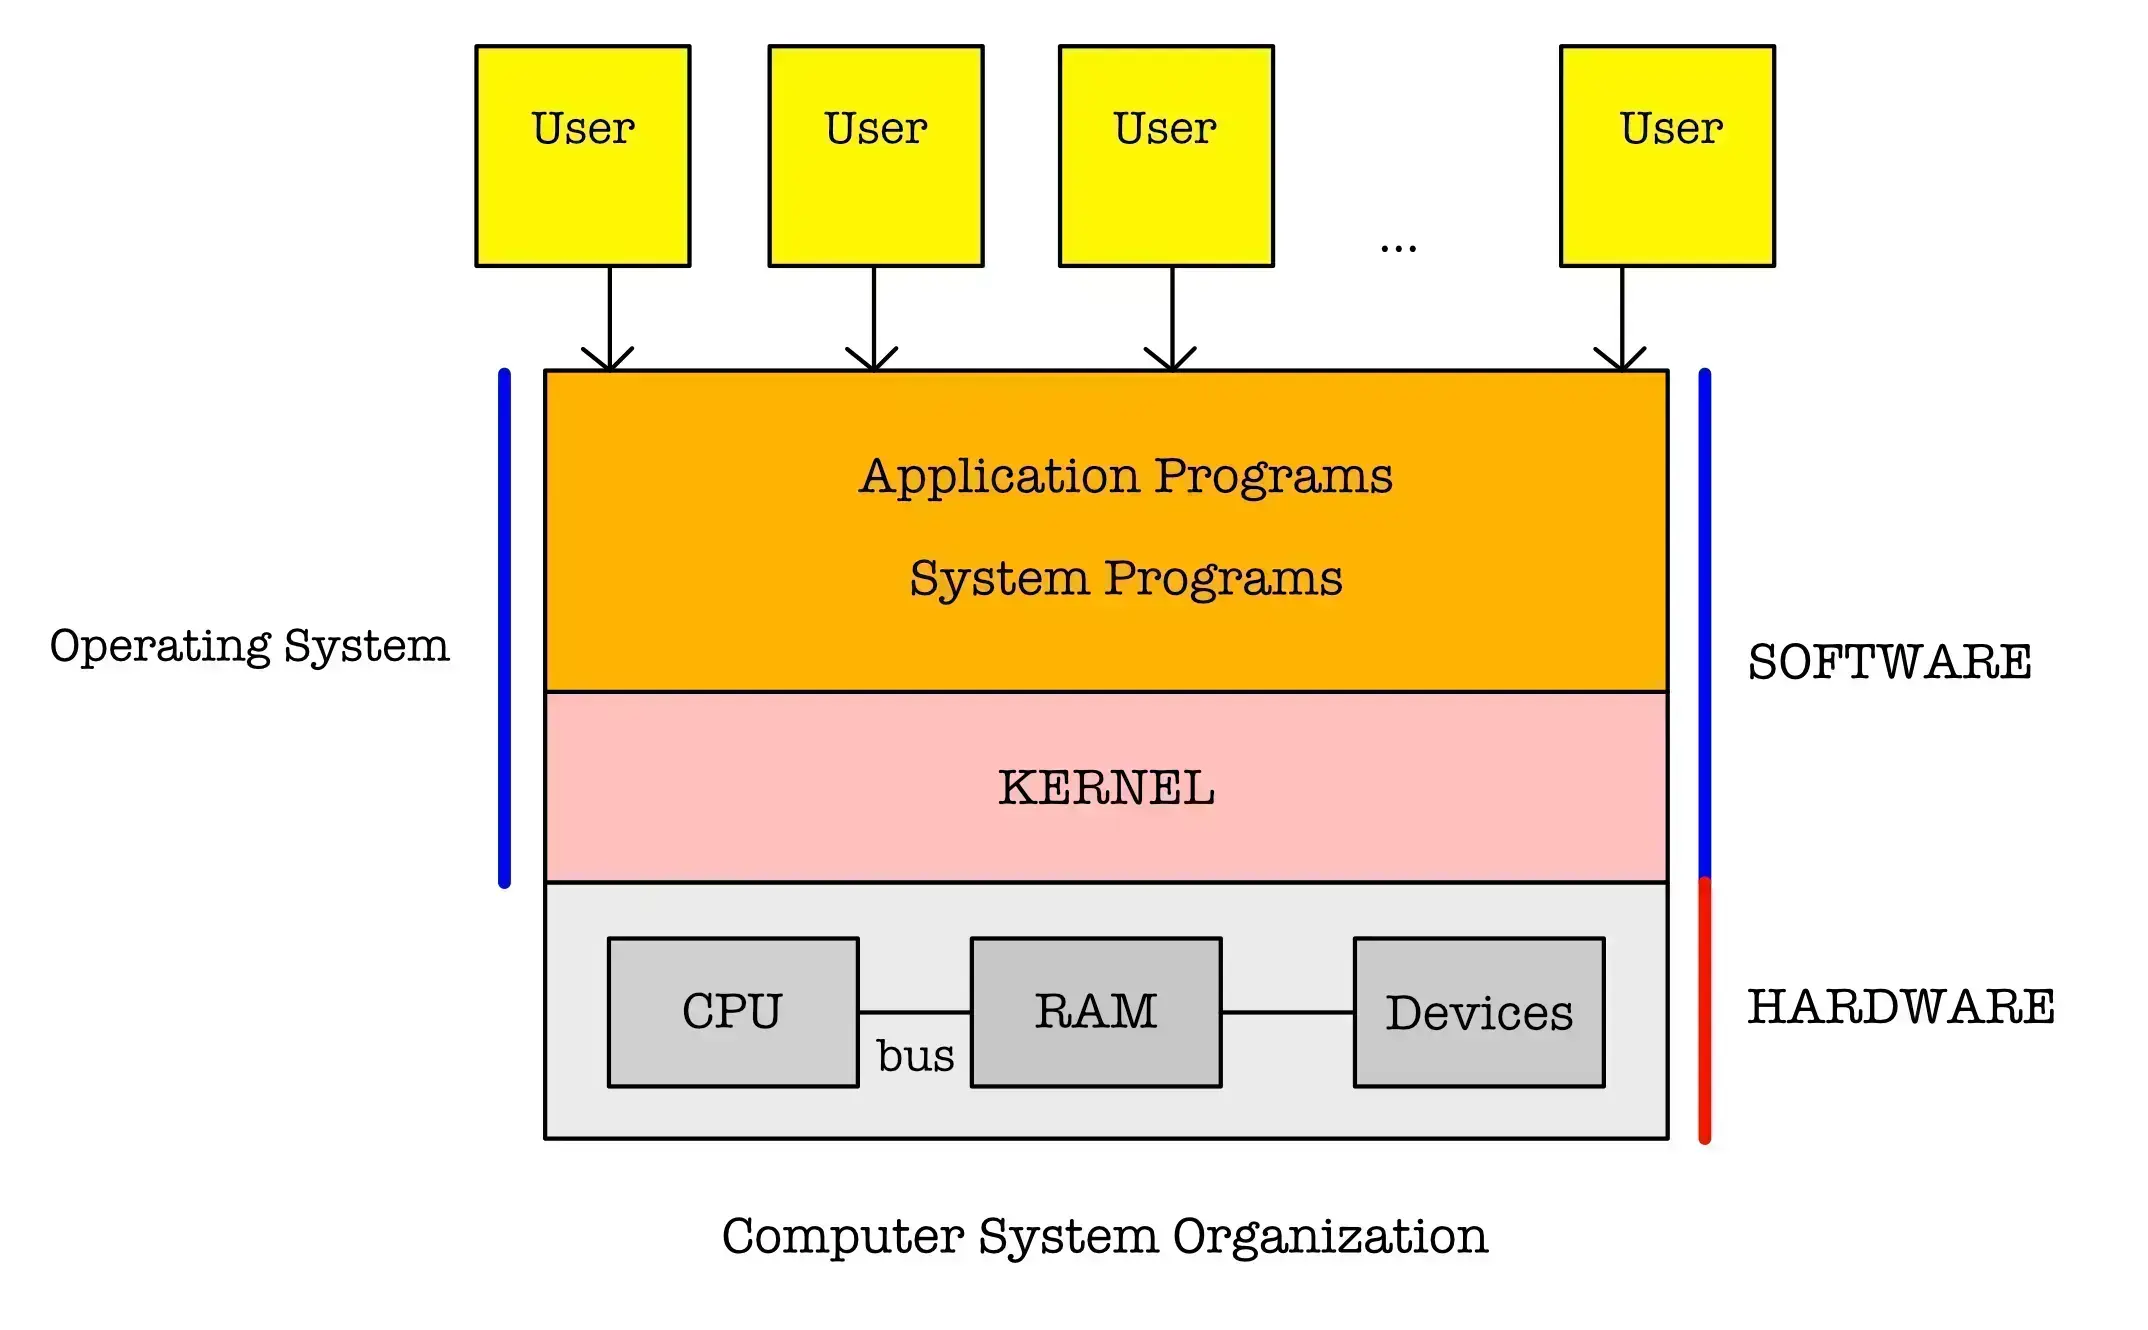 User
User
User
...
User
Application Programs
System Programs
Operating System
SOFTWARE
KERNEL
CPU
bus
RAM
Devices
HARDWARE
Computer System Organization